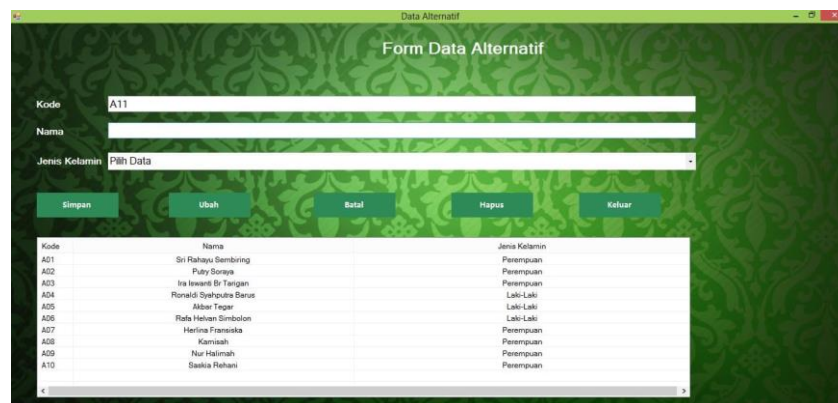 Data Alternatif
Form Data Alternatif
Kode A11
Nama
Jenis Kelamin Pilih Data
Simpan Ubah Batal Hapus Keluar
Kode Nama Jenis Kelamin
A01 Sri Rahayu Sembiring Perempuan
A02 Putry Soraya Perempuan
A03 Ira Iswanti Br Tarigan Perempuan
A04 Ronaldi Syahputra Barus Laki-Laki
A05 Akbar Tegar Laki-Laki
A06 Rafa Helvan Simbolon Laki-Laki
A07 Herlina Fransiska Perempuan
A08 Kamisah Perempuan
A09 Nur Halimah Perempuan
A10 Saskia Rehani Perempuan